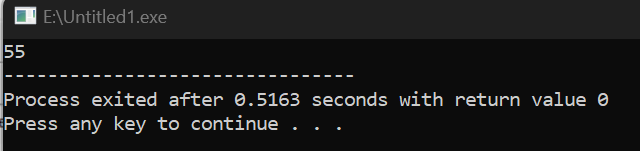 E:\Untitled1.exe
55
--------------------------------
Process exited after 0.5163 seconds with return value 0
Press any key to continue . . .